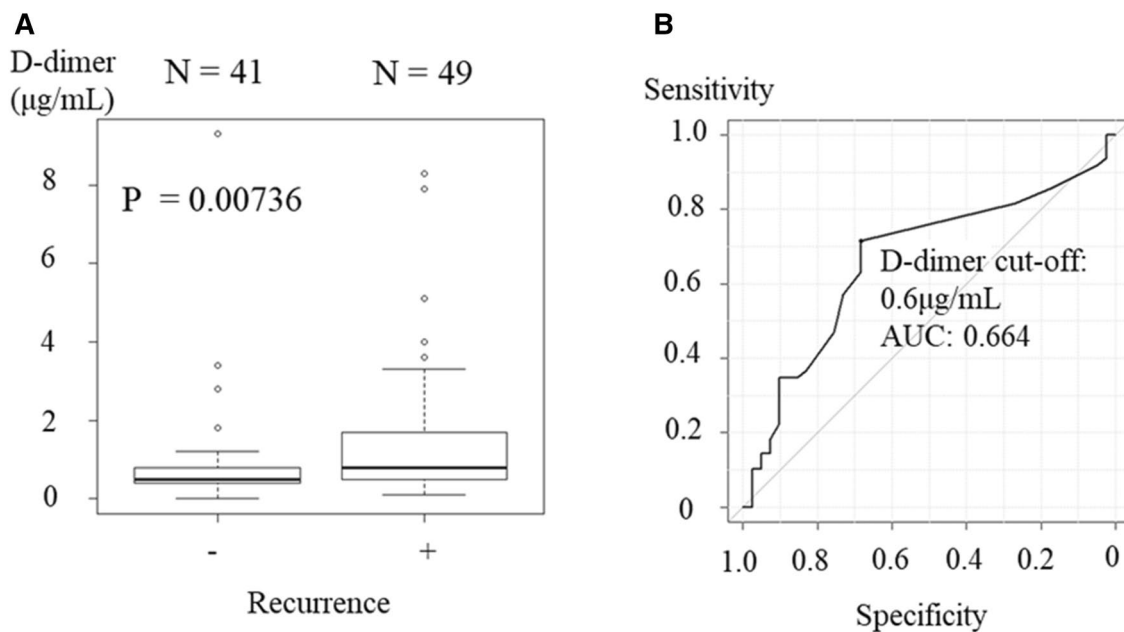 A
D-dimer
(μg/mL)
N = 41
N = 49
P = 0.00736
8
6
4
2
0
-
+
Recurrence
B
Sensitivity
1.0
0.8
0.6
0.4
0.2
0
D-dimer cut-off:
0.6μg/mL
AUC: 0.664
1.0 0.8 0.6 0.4 0.2 0
Specificity